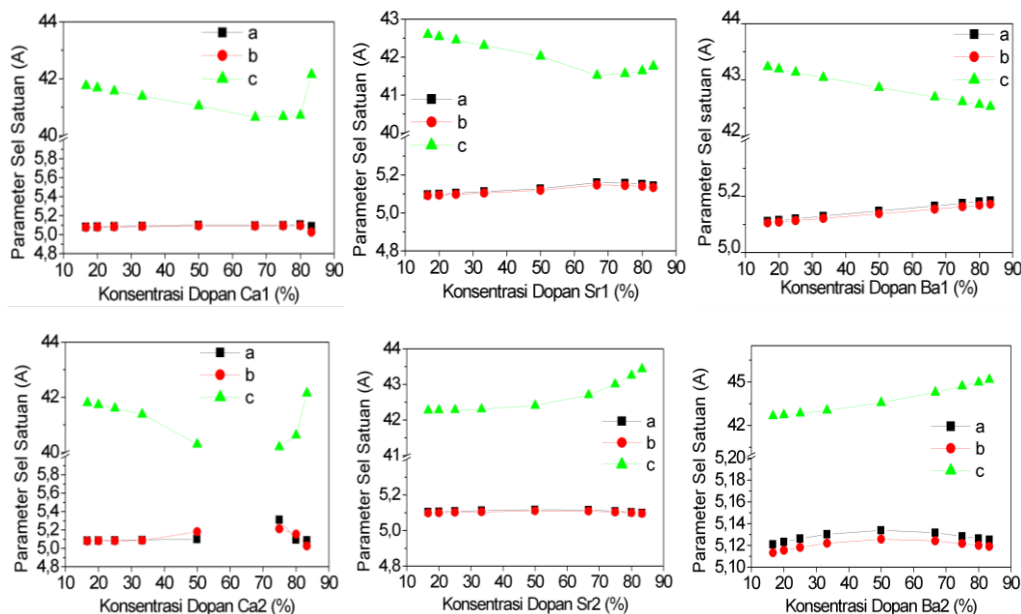 Parameter Sel Satuan (A)
44
42
40
5,8
5,6
5,4
5,2
5,0
4,8
a
b
c
10 20 30 40 50 60 70 80 90
Konsentrasi Dopan Ca1 (%)
Parameter Sel Satuan (A)
43
42
41
40
5,2
5,0
4,8
a
b
c
10 20 30 40 50 60 70 80 90
Konsentrasi Dopan Sr1 (%)
Parameter Sel satuan (A)
44
43
42
5,2
5,0
a
b
c
10 20 30 40 50 60 70 80 90
Konsentrasi Dopan Ba1 (%)
Parameter Sel Satuan (A)
44
42
40
5,8
5,6
5,4
5,2
5,0
4,8
a
b
c
10 20 30 40 50 60 70 80 90
Konsentrasi Dopan Ca2 (%)
Parameter Sel Satuan (A)
44
43
42
41
5,2
5,0
4,8
a
b
c
10 20 30 40 50 60 70 80 90
Konsentrasi Dopan Sr2 (%)
Parameter Sel Satuan (A)
45
42
5,20
5,18
5,16
5,14
5,12
5,10
a
b
c
10 20 30 40 50 60 70 80 90
Konsentrasi Dopan Ba2 (%)